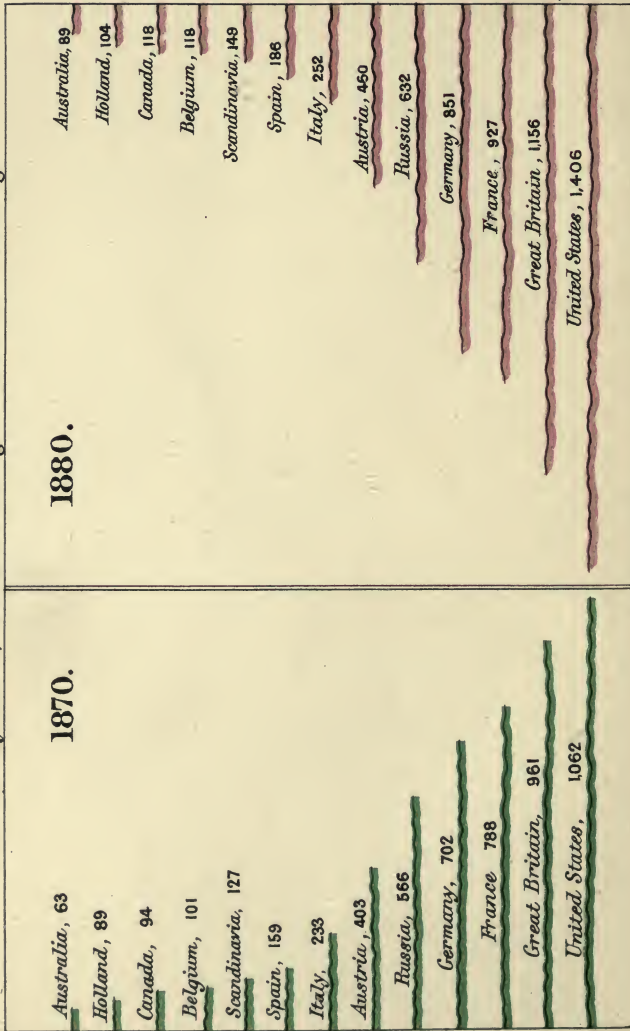 1870.
Australia, 63
Holland, 89
Canada, 94
Belgium, 101
Scandinavia, 127
Spain, 159
Italy, 233
Austria, 403
Russia, 566
Germany, 702
France 788
Great Britain, 961
United States, 1,062
1880.
Australia, 89
Holland, 104
Canada, 118
Belgium, 118
Scandinavia, 149
Spain, 186
Italy, 252
Austria, 460
Russia, 632
Germany, 851
France, 927
Great Britain, 1,156
United States, 1,406